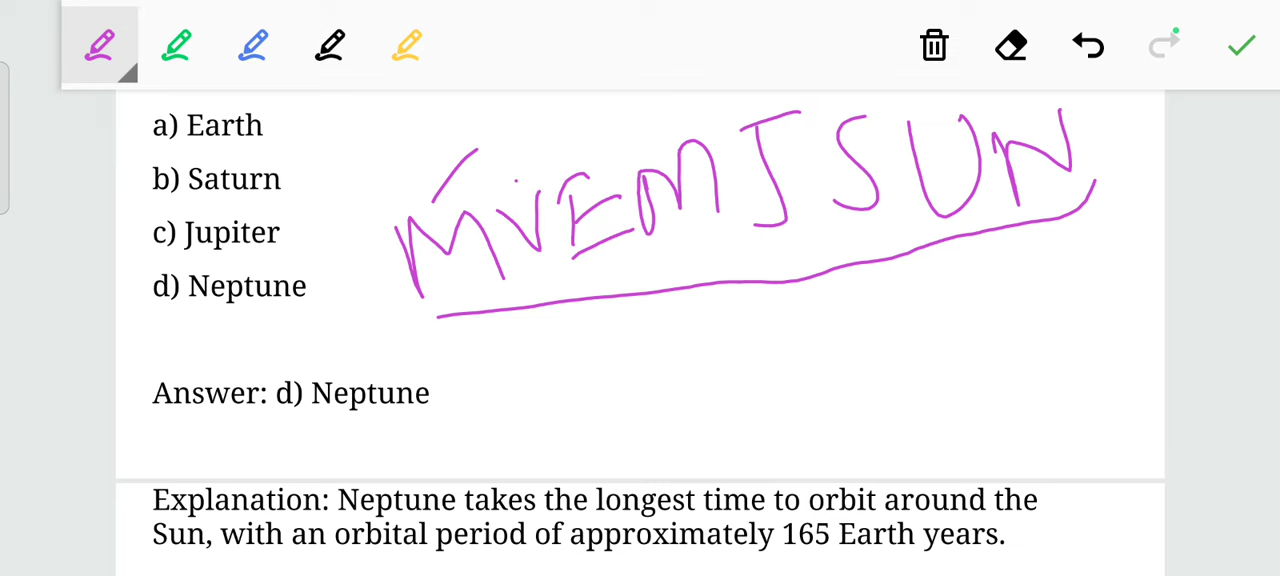 a) Earth
b) Saturn
c) Jupiter
d) Neptune
MVEMJSUN
Answer: d) Neptune
Explanation: Neptune takes the longest time to orbit around the
Sun, with an orbital period of approximately 165 Earth years.